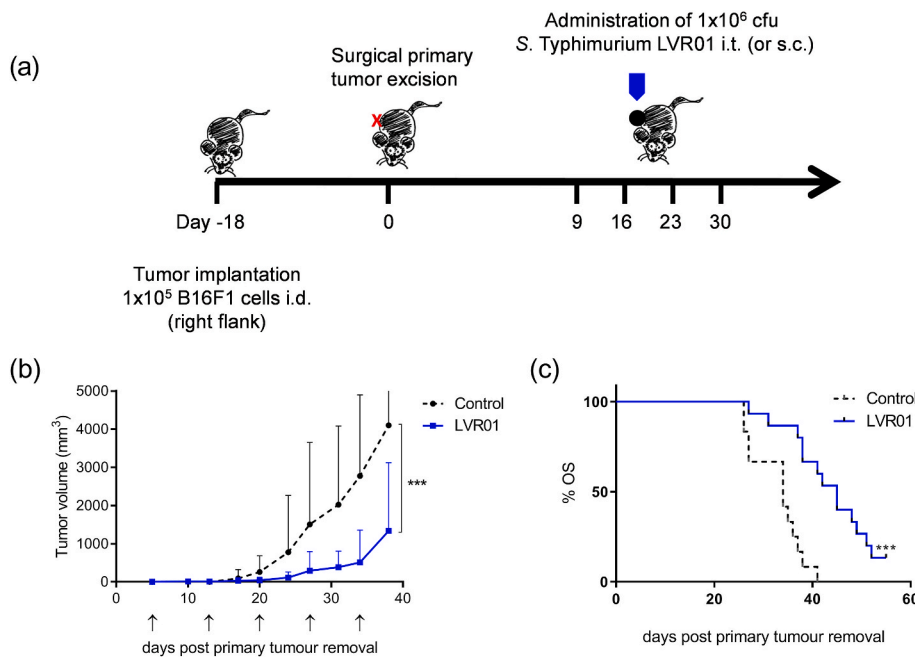 (a)
Administration of 1x10⁶ cfu
S. Typhimurium LVR01 i.t. (or s.c.)
Surgical primary
tumor excision
X
Day -18
0
9
16
23
30
Tumor implantation
1x10⁵ B16F1 cells i.d.
(right flank)
(b)
Tumor volume (mm³)
5000
4000
3000
2000
1000
0
0
10
20
30
40
↑ ↑ ↑ ↑ ↑
days post primary tumour removal
Control
LVR01
***
(c)
% OS
100
50
0
0
20
40
60
days post primary tumour removal
Control
LVR01
***